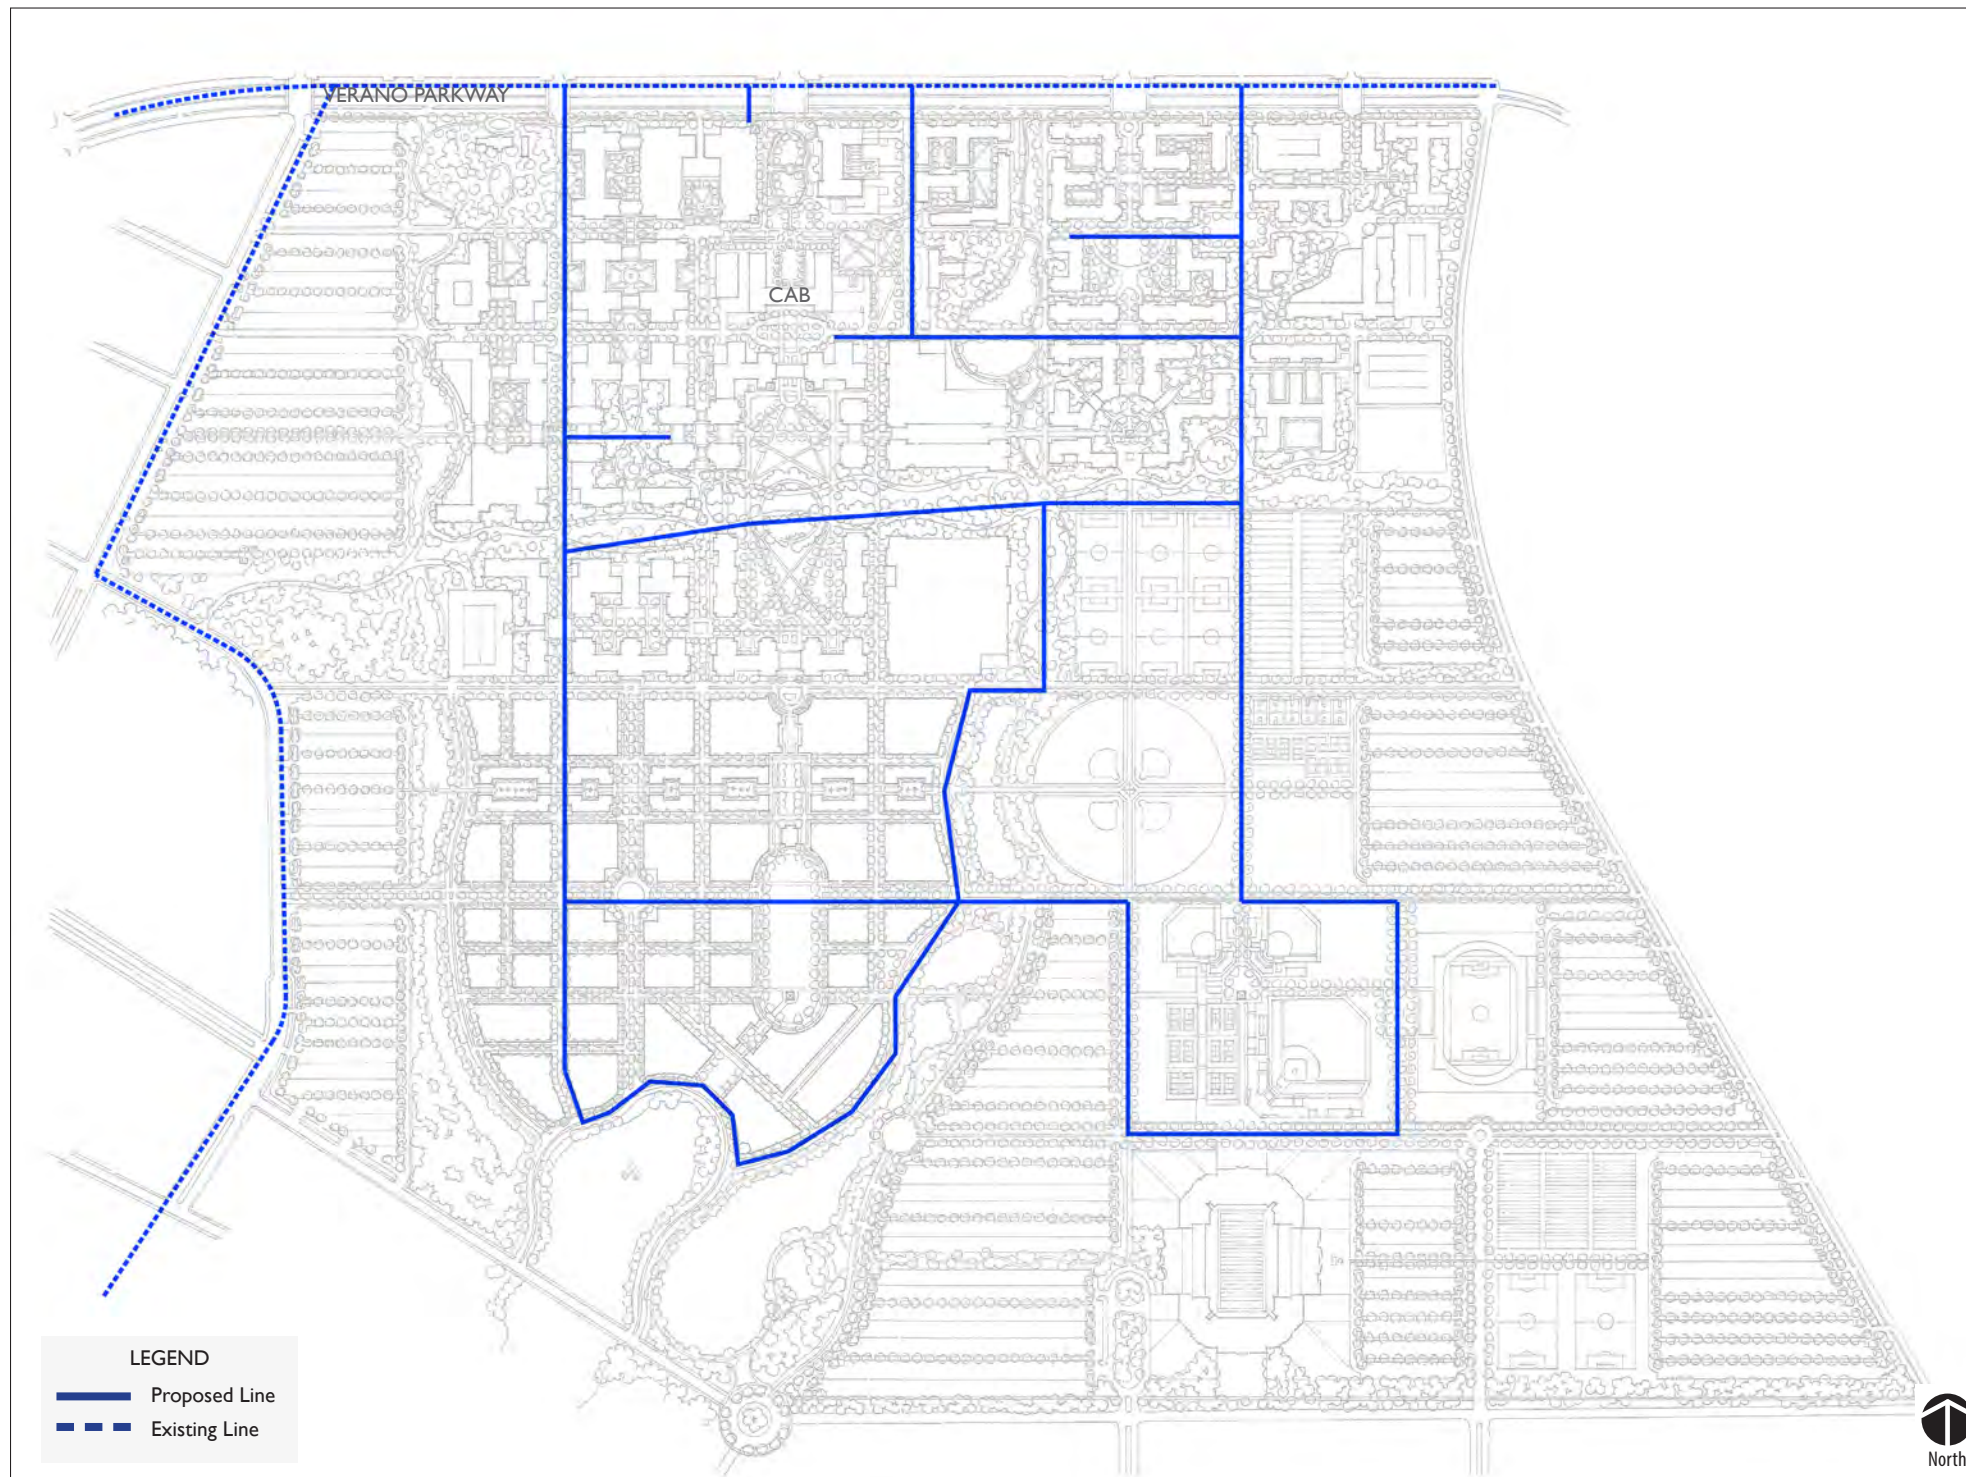 VERANO PARKWAY
CAB
LEGEND
Proposed Line
Existing Line
North